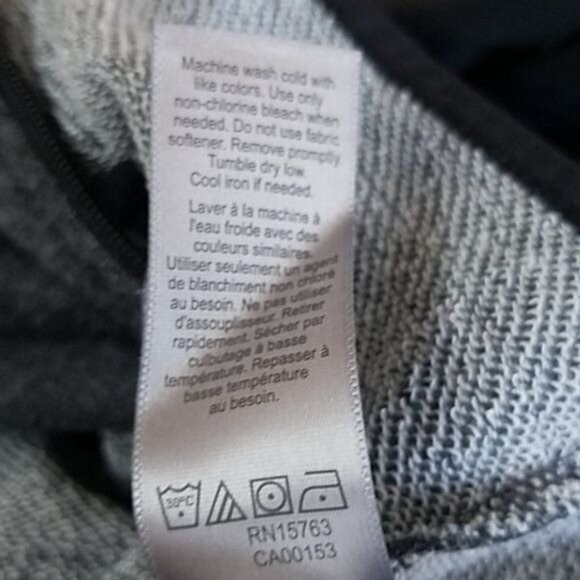 Machine wash cold with
like colors. Use only
non-chlorine bleach when
needed. Do not use fabric
softener. Remove promptly.
Tumble dry low.
Cool iron if needed.
Laver à la machine à
l'eau froide avec des
couleurs similaires.
Utiliser seulement un agent
de blanchiment non chloré
au besoin. Ne pas utiliser
d'assouplisseur. Retirer
rapidement. Sécher par
culbutage à basse
température. Repasser à
basse température
au besoin.
30°C
RN15763
CA00153